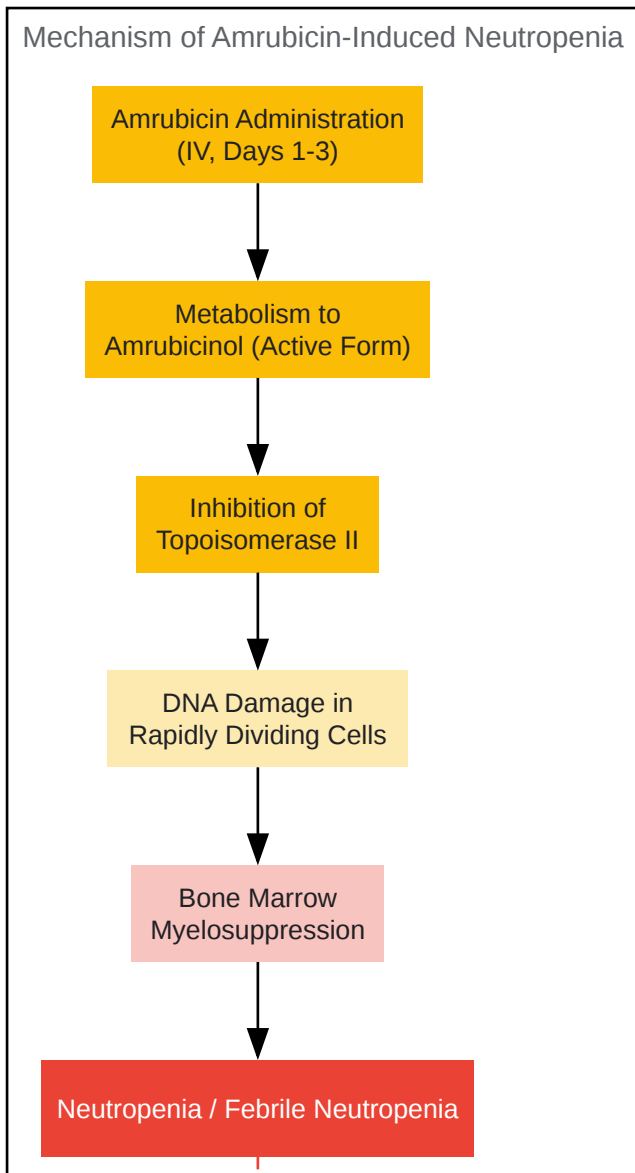 Mechanism of Amrubicin-Induced Neutropenia
Amrubicin Administration
(IV, Days 1-3)
Metabolism to
Amrubicinol (Active Form)
Inhibition of
Topoisomerase II
DNA Damage in
Rapidly Dividing Cells
Bone Marrow
Myelosuppression
Neutropenia / Febrile Neutropenia